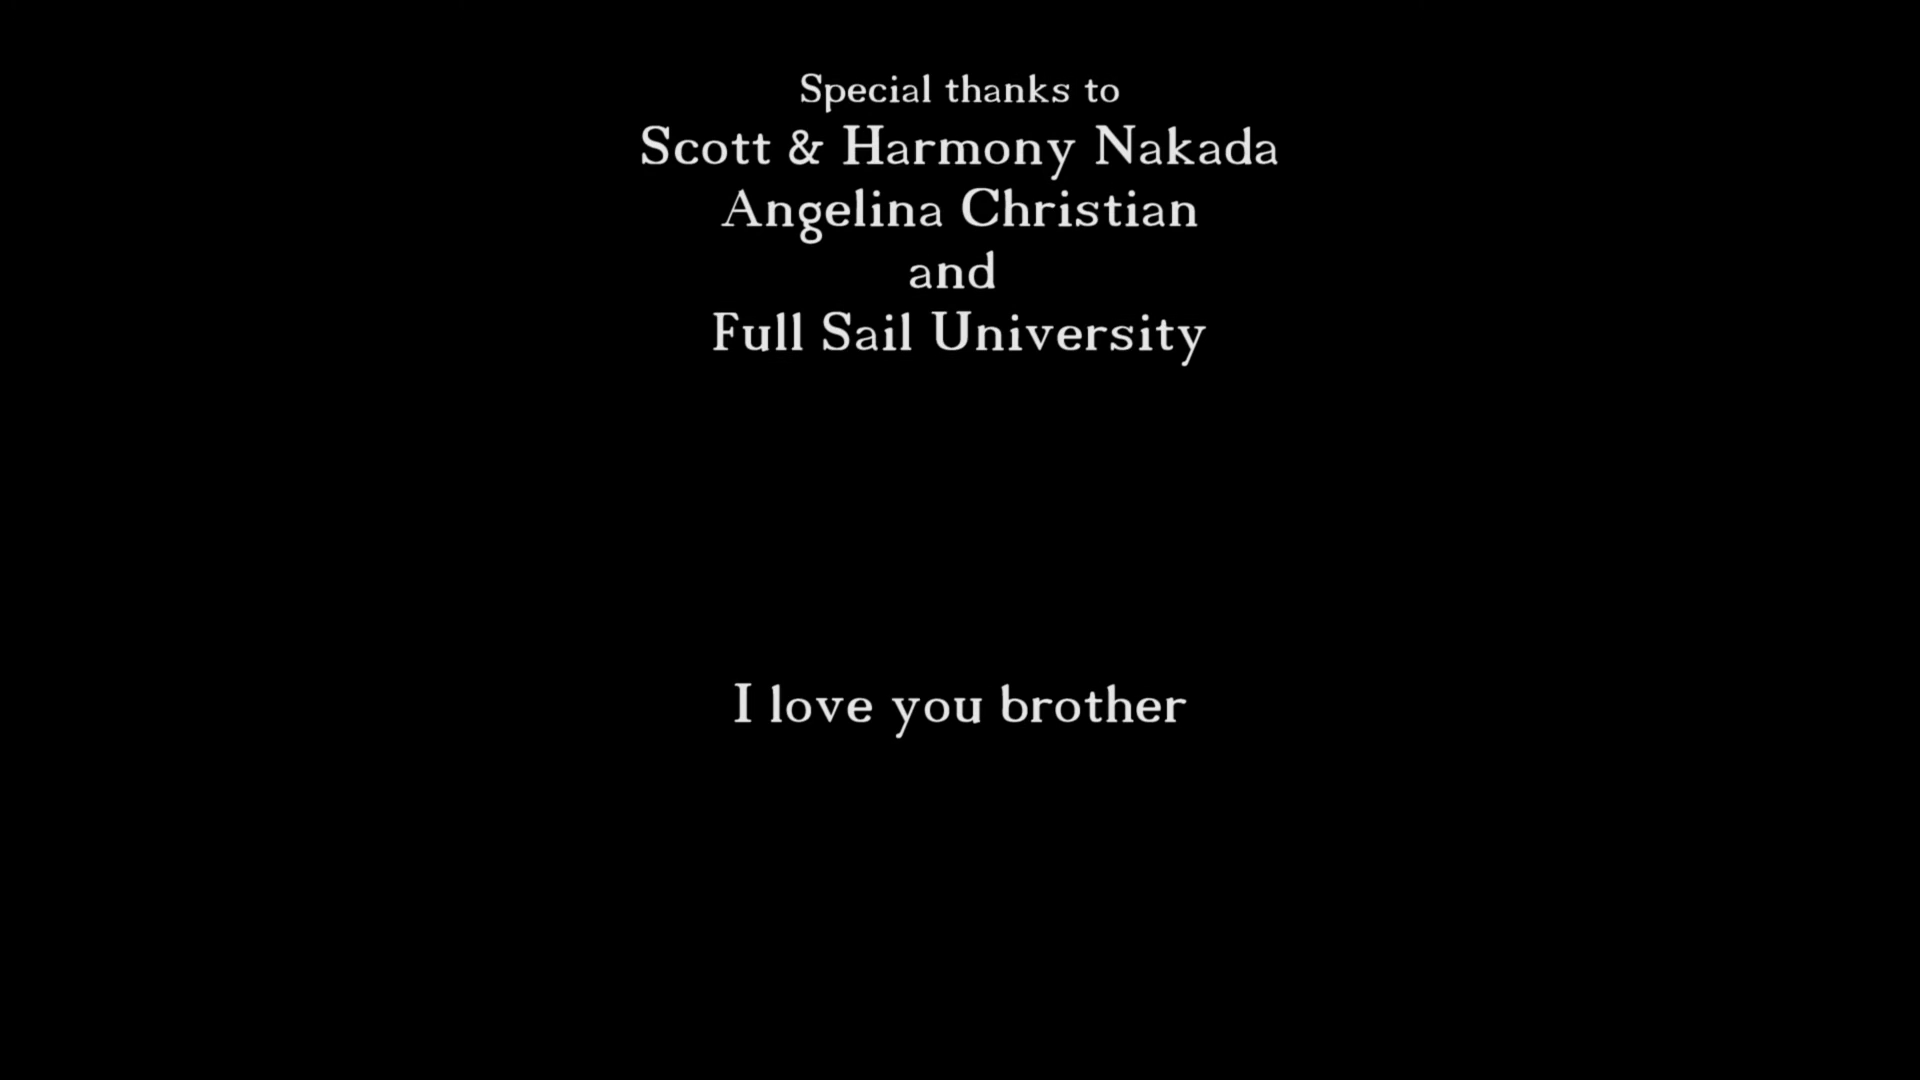 Special thanks to
Scott & Harmony Nakada
Angelina Christian
and
Full Sail University
I love you brother